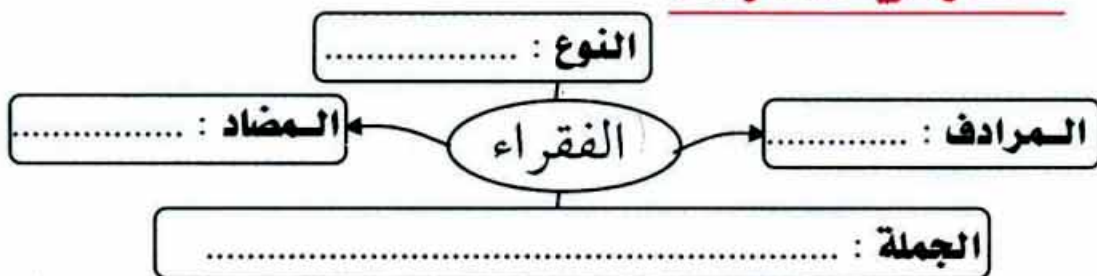 النوع : ...................
المرادف : ..............
الفقراء
المضاد : ................
الجملة : ..............................................................